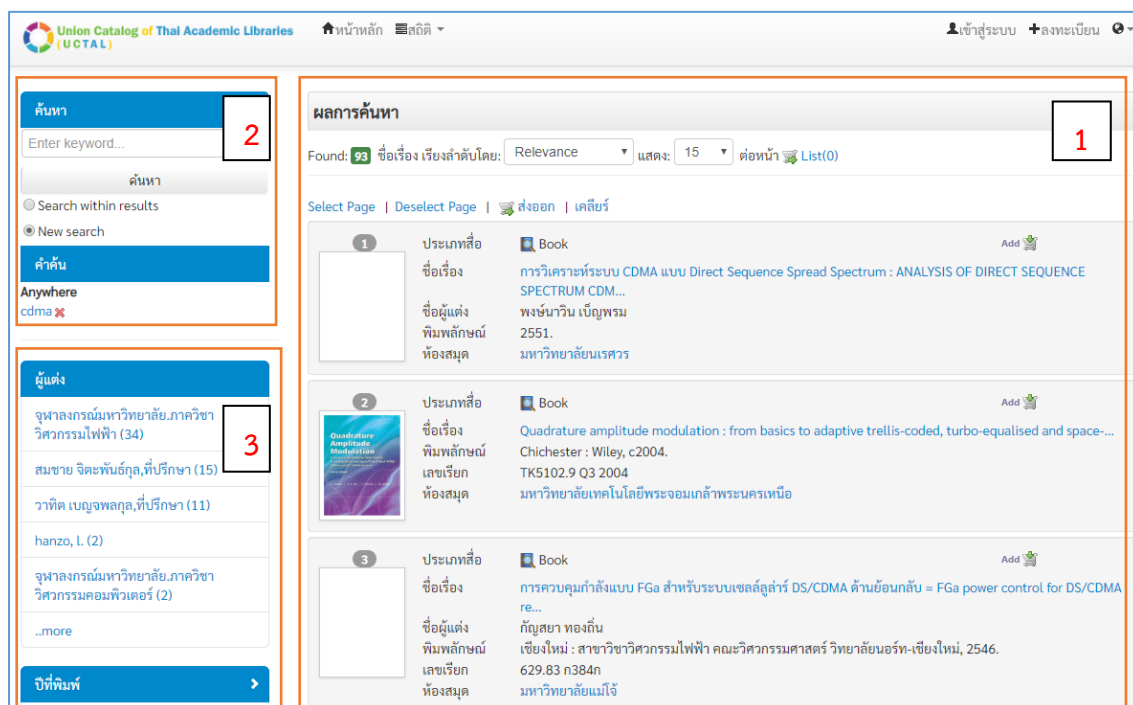 Union Catalog of Thai Academic Libraries
(UCTAL)
หน้าหลัก สถิติ
เข้าสู่ระบบ ลงทะเบียน
ค้นหา
2
Enter keyword...
ค้นหา
Search within results
New search
คำค้น
Anywhere
cdma
ผู้แต่ง
จุฬาลงกรณ์มหาวิทยาลัย.ภาควิชา
วิศวกรรมไฟฟ้า (34)
3
สมชาย จิตะพันธ์กุล,ที่ปรึกษา (15)
วาทิต เบญจพลกุล,ที่ปรึกษา (11)
hanzo, l. (2)
จุฬาลงกรณ์มหาวิทยาลัย.ภาควิชา
วิศวกรรมคอมพิวเตอร์ (2)
..more
ปีที่พิมพ์
ผลการค้นหา
1
Found: 93 ชื่อเรื่อง เรียงลำดับโดย: Relevance แสดง: 15 ต่อหน้า List(0)
Select Page | Deselect Page | ส่งออก | เคลียร์
1 ประเภทสื่อ Book Add
ชื่อเรื่อง การวิเคราะห์ระบบ CDMA แบบ Direct Sequence Spread Spectrum : ANALYSIS OF DIRECT SEQUENCE
SPECTRUM CDM...
ชื่อผู้แต่ง พงษ์นาวิน เบ็ญพรม
พิมพลักษณ์ 2551.
ห้องสมุด มหาวิทยาลัยนเรศวร
2 ประเภทสื่อ Book Add
Quadrature
Amplitude
Modulation
ชื่อเรื่อง Quadrature amplitude modulation : from basics to adaptive trellis-coded, turbo-equalised and space-...
พิมพลักษณ์ Chichester : Wiley, c2004.
เลขเรียก TK5102.9 Q3 2004
ห้องสมุด มหาวิทยาลัยเทคโนโลยีพระจอมเกล้าพระนครเหนือ
3 ประเภทสื่อ Book Add
ชื่อเรื่อง การควบคุมกำลังแบบ FGa สำหรับระบบเซลล์ลูล่าร์ DS/CDMA ด้านย้อนกลับ = FGa power control for DS/CDMA
re...
ชื่อผู้แต่ง กัญสยา ทองถิ่น
พิมพลักษณ์ เชียงใหม่ : สาขาวิชาวิศวกรรมไฟฟ้า คณะวิศวกรรมศาสตร์ วิทยาลัยนอร์ท-เชียงใหม่, 2546.
เลขเรียก 629.83 ก384ก
ห้องสมุด มหาวิทยาลัยแม่โจ้